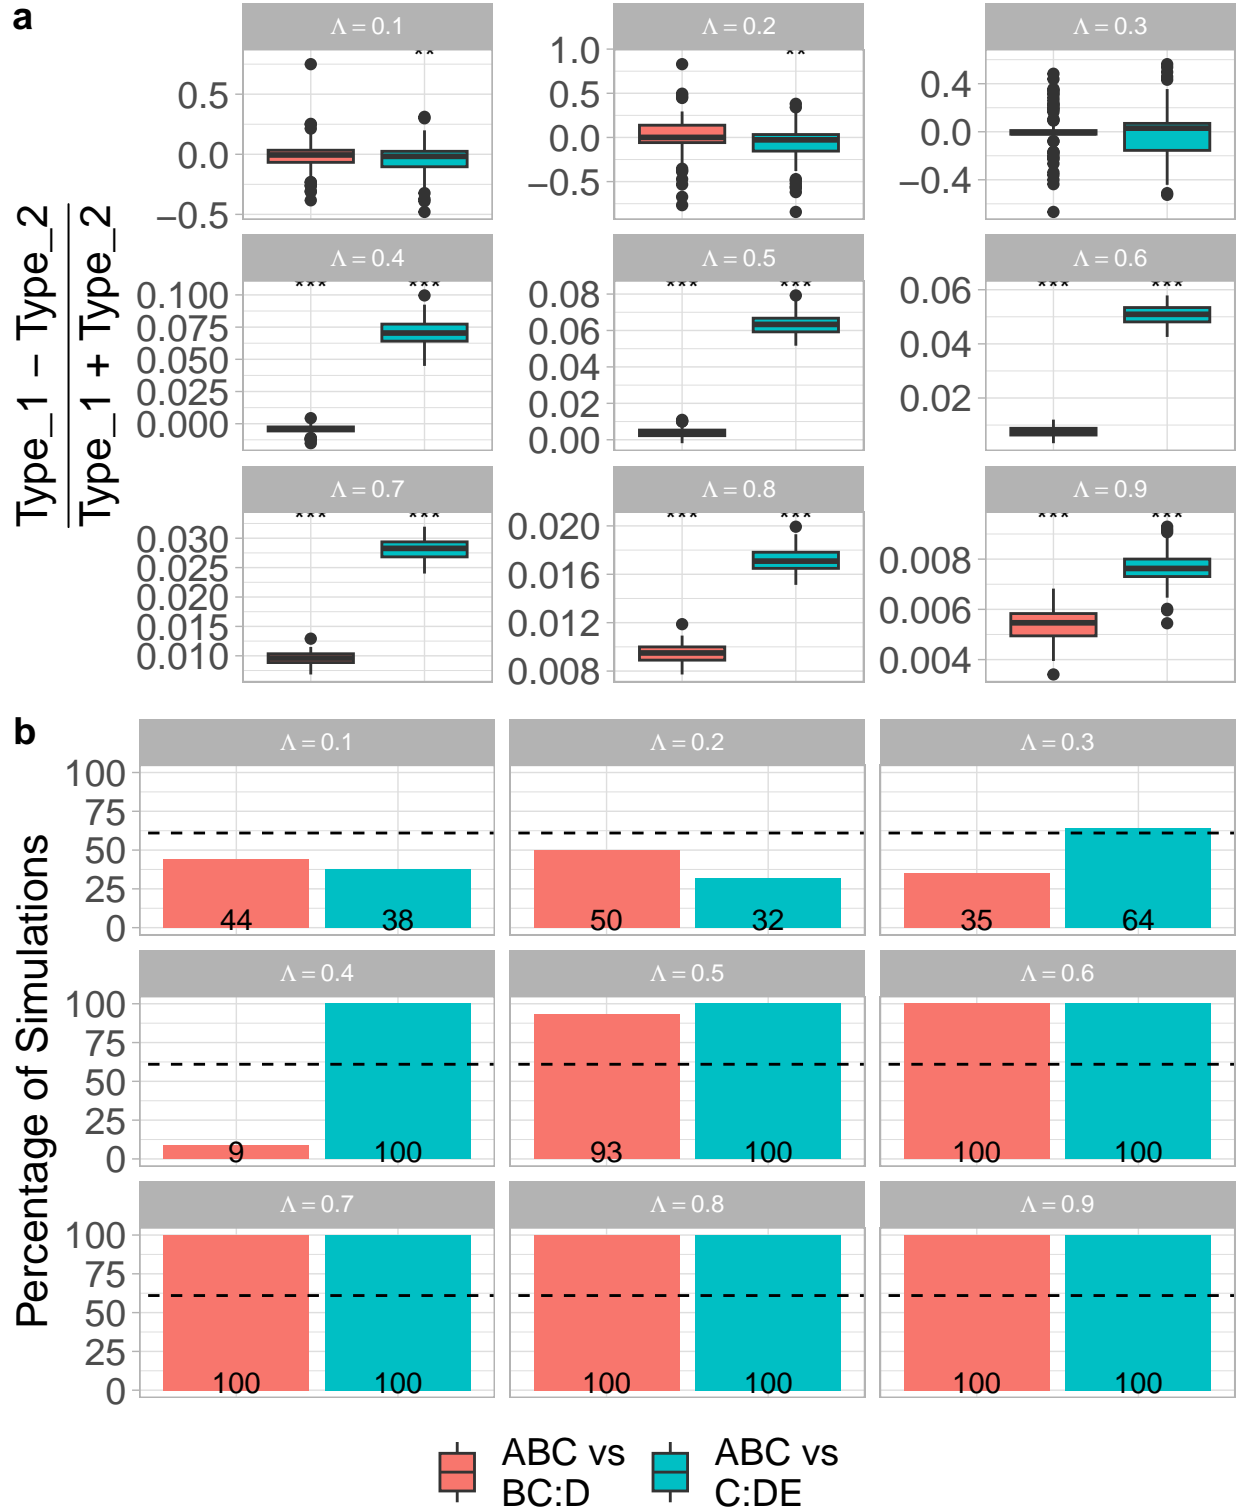 a
Λ = 0.1
Λ = 0.2
Λ = 0.3
** **
0.5
0.0
−0.5
1.0
0.5
0.0
−0.5
0.4
0.0
−0.4
Type_1 − Type_2
Type_1 + Type_2
Λ = 0.4
Λ = 0.5
Λ = 0.6
*** *** *** *** *** ***
0.100
0.075
0.050
0.025
0.000
0.08
0.06
0.04
0.02
0.00
0.06
0.04
0.02
Λ = 0.7
Λ = 0.8
Λ = 0.9
*** *** *** *** *** ***
0.030
0.025
0.020
0.015
0.010
0.020
0.016
0.012
0.008
0.008
0.006
0.004
b
Percentage of Simulations
Λ = 0.1
Λ = 0.2
Λ = 0.3
100
75
50
25
0
44 38 50 32 35 64
Λ = 0.4
Λ = 0.5
Λ = 0.6
100
75
50
25
0
9 100 93 100 100 100
Λ = 0.7
Λ = 0.8
Λ = 0.9
100
75
50
25
0
100 100 100 100 100 100
ABC vs
BC:D
ABC vs
C:DE